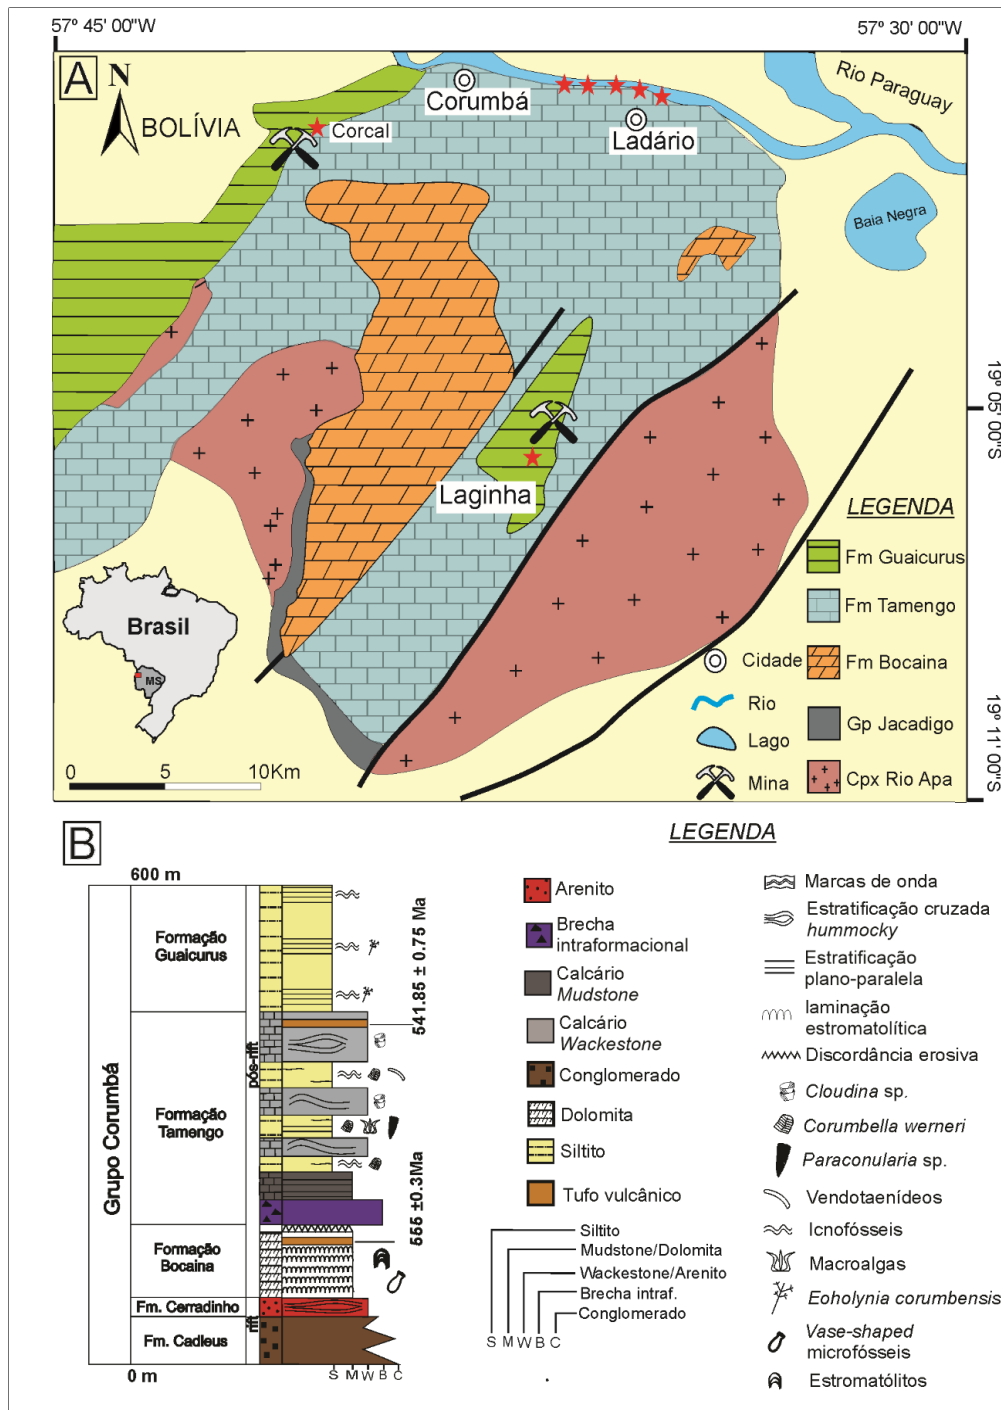 57º 45' 00"W
57º 30' 00"W
A
N
BOLÍVIA
Corcal
Corumbá
Ladário
Rio Paraguay
Baia Negra
19º 05' 00"S
Laginha
Brasil
MS
0 5 10Km
19º 11' 00"S
LEGENDA
Fm Guaicurus
Fm Tamengo
Fm Bocaina
Gp Jacadigo
Cpx Rio Apa
Cidade
Rio
Lago
Mina
B
600 m
Grupo Corumbá
Formação
Guaicurus
Formação
Tamengo
Formação
Bocaina
Fm. Cerradinho
Fm. Cadieus
0 m
pós-rift
rift
541.85 ± 0.75 Ma
555 ±0.3Ma
S M W B C
LEGENDA
Arenito
Brecha
intraformacional
Calcário
Mudstone
Calcário
Wackestone
Conglomerado
Dolomita
Siltito
Tufo vulcânico
Siltito
Mudstone/Dolomita
Wackestone/Arenito
Brecha intraf.
Conglomerado
S M W B C
Marcas de onda
Estratificação cruzada
hummocky
Estratificação
plano-paralela
laminação
estromatolítica
Discordância erosiva
Cloudina sp.
Corumbella werneri
Paraconularia sp.
Vendotaenídeos
Icnofósseis
Macroalgas
Eoholynia corumbensis
Vase-shaped
microfósseis
Estromatólitos